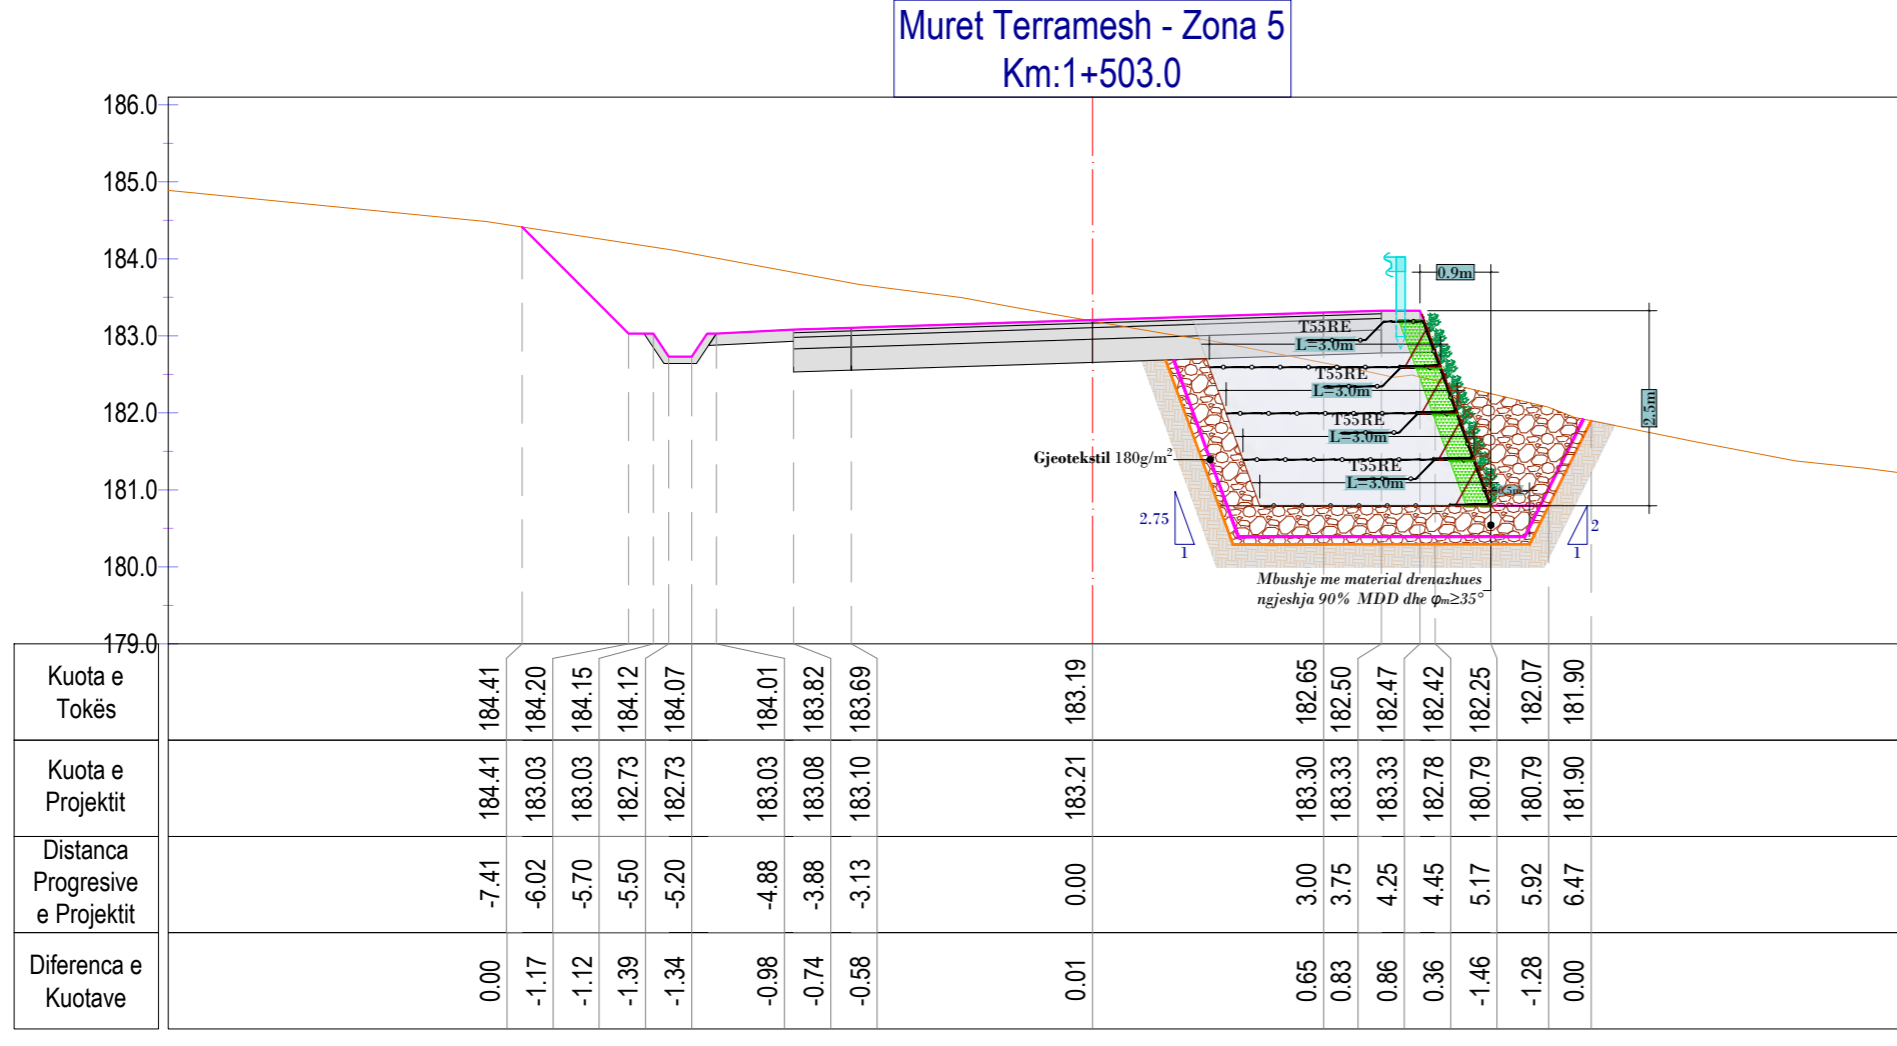 Muret Terramesh - Zona 5
Km:1+503.0
186.0
185.0
184.0
183.0
182.0
181.0
180.0
179.0
0.9m
2.5m
T55RE
L=3.0m
T55RE
L=3.0m
T55RE
L=3.0m
T55RE
L=3.0m
Gjeotekstil 180g/m²
2.75
1
2
1
Mbushje me material drenazhues
ngjeshja 90% MDD dhe φm≥35°
Kuota e
Tokës
184.41 184.20 184.15 184.12 184.07 184.01 183.82 183.69 183.19 182.65 182.50 182.47 182.42 182.25 182.07 181.90
Kuota e
Projektit
184.41 183.03 183.03 182.73 182.73 183.03 183.08 183.10 183.21 183.30 183.33 183.33 182.78 180.79 180.79 181.90
Distanca
Progresive
e Projektit
-7.41 -6.02 -5.70 -5.50 -5.20 -4.88 -3.88 -3.13 0.00 3.00 3.75 4.25 4.45 5.17 5.92 6.47
Diferenca e
Kuotave
0.00 -1.17 -1.12 -1.39 -1.34 -0.98 -0.74 -0.58 0.01 0.65 0.83 0.86 0.36 -1.46 -1.28 0.00